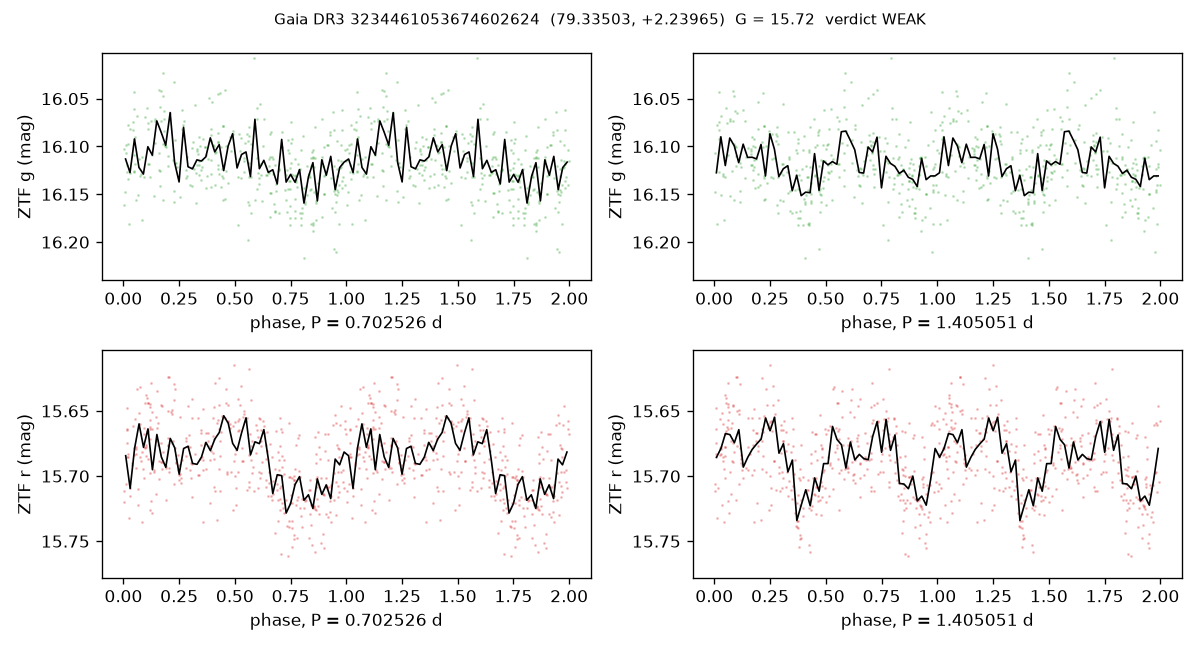 Gaia DR3 3234461053674602624 (79.33503, +2.23965) G = 15.72 verdict WEAK
ZTF g (mag)
16.05
16.10
16.15
16.20
0.00 0.25 0.50 0.75 1.00 1.25 1.50 1.75 2.00
phase, P = 0.702526 d
ZTF g (mag)
16.05
16.10
16.15
16.20
0.00 0.25 0.50 0.75 1.00 1.25 1.50 1.75 2.00
phase, P = 1.405051 d
ZTF r (mag)
15.65
15.70
15.75
0.00 0.25 0.50 0.75 1.00 1.25 1.50 1.75 2.00
phase, P = 0.702526 d
ZTF r (mag)
15.65
15.70
15.75
0.00 0.25 0.50 0.75 1.00 1.25 1.50 1.75 2.00
phase, P = 1.405051 d